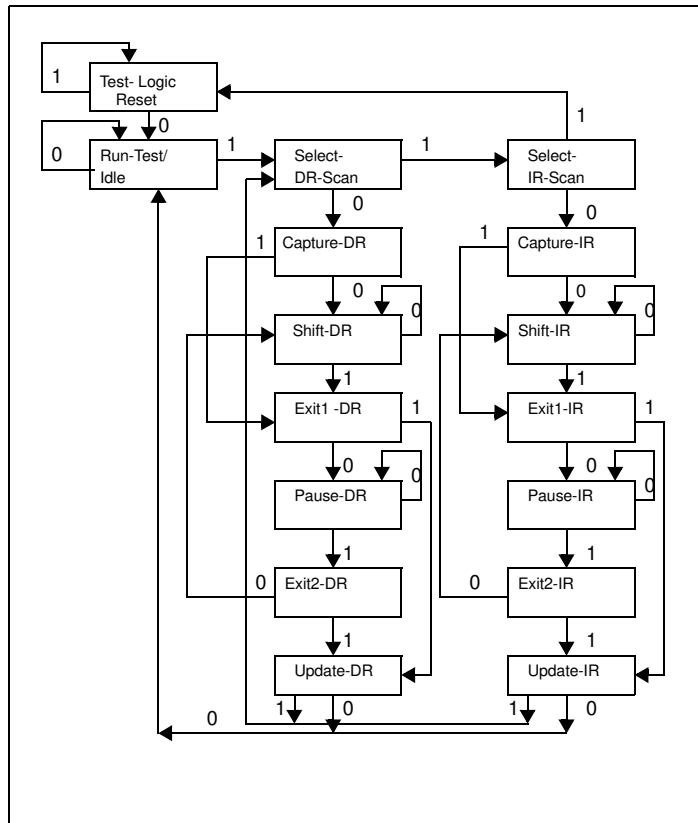 1
Test- Logic
Reset
0
1
0
Run-Test/
Idle
1
Select-
DR-Scan
1
Select-
IR-Scan
0
0
1
Capture-DR
1
Capture-IR
0
0
Shift-DR
0
Shift-IR
0
1
1
Exit1 -DR
1
Exit1-IR
1
0
0
Pause-DR
0
Pause-IR
0
1
1
0
Exit2-DR
0
Exit2-IR
1
1
Update-DR
Update-IR
0
1
0
1
0